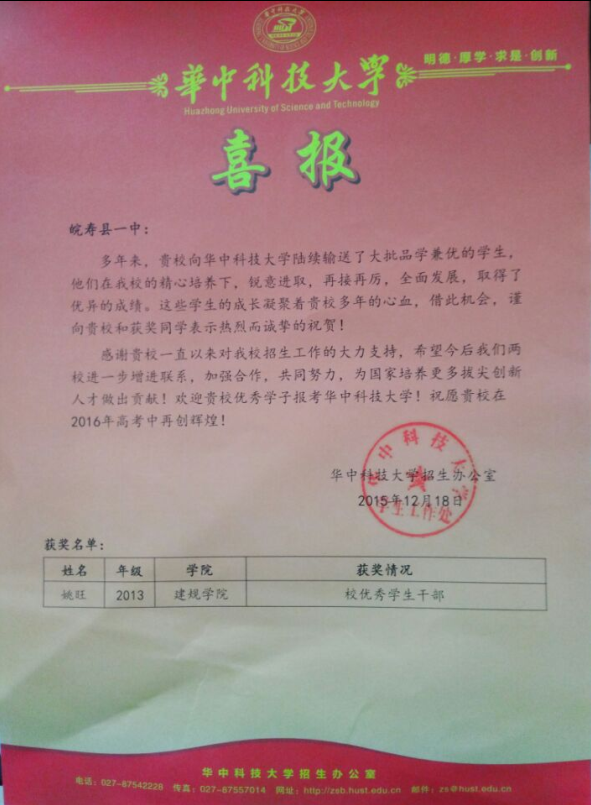 明德·厚学·求是·创新
華中科技大学
Huazhong University of Science and Technology
喜报
皖寿县一中：
多年来，贵校向华中科技大学陆续输送了大批品学兼优的学生，
他们在我校的精心培养下，锐意进取，再接再厉，全面发展，取得了
优异的成绩。这些学生的成长凝聚着贵校多年的心血，借此机会，谨
向贵校和获奖同学表示热烈而诚挚的祝贺！
感谢贵校一直以来对我校招生工作的大力支持，希望今后我们两
校进一步增进联系，加强合作，共同努力，为国家培养更多拔尖创新
人才做出贡献！欢迎贵校优秀学子报考华中科技大学！祝愿贵校在
2016年高考中再创辉煌！
华中科技大学招生办公室
2015年12月18日
华中科技大学
学生工作处
获奖名单：
姓名 年级 学院 获奖情况
姚旺 2013 建规学院 校优秀学生干部
华中科技大学招生办公室
电话：027-87542228 传真：027-87557014 网址：http://zsb.hust.edu.cn 邮件：zs@hust.edu.cn